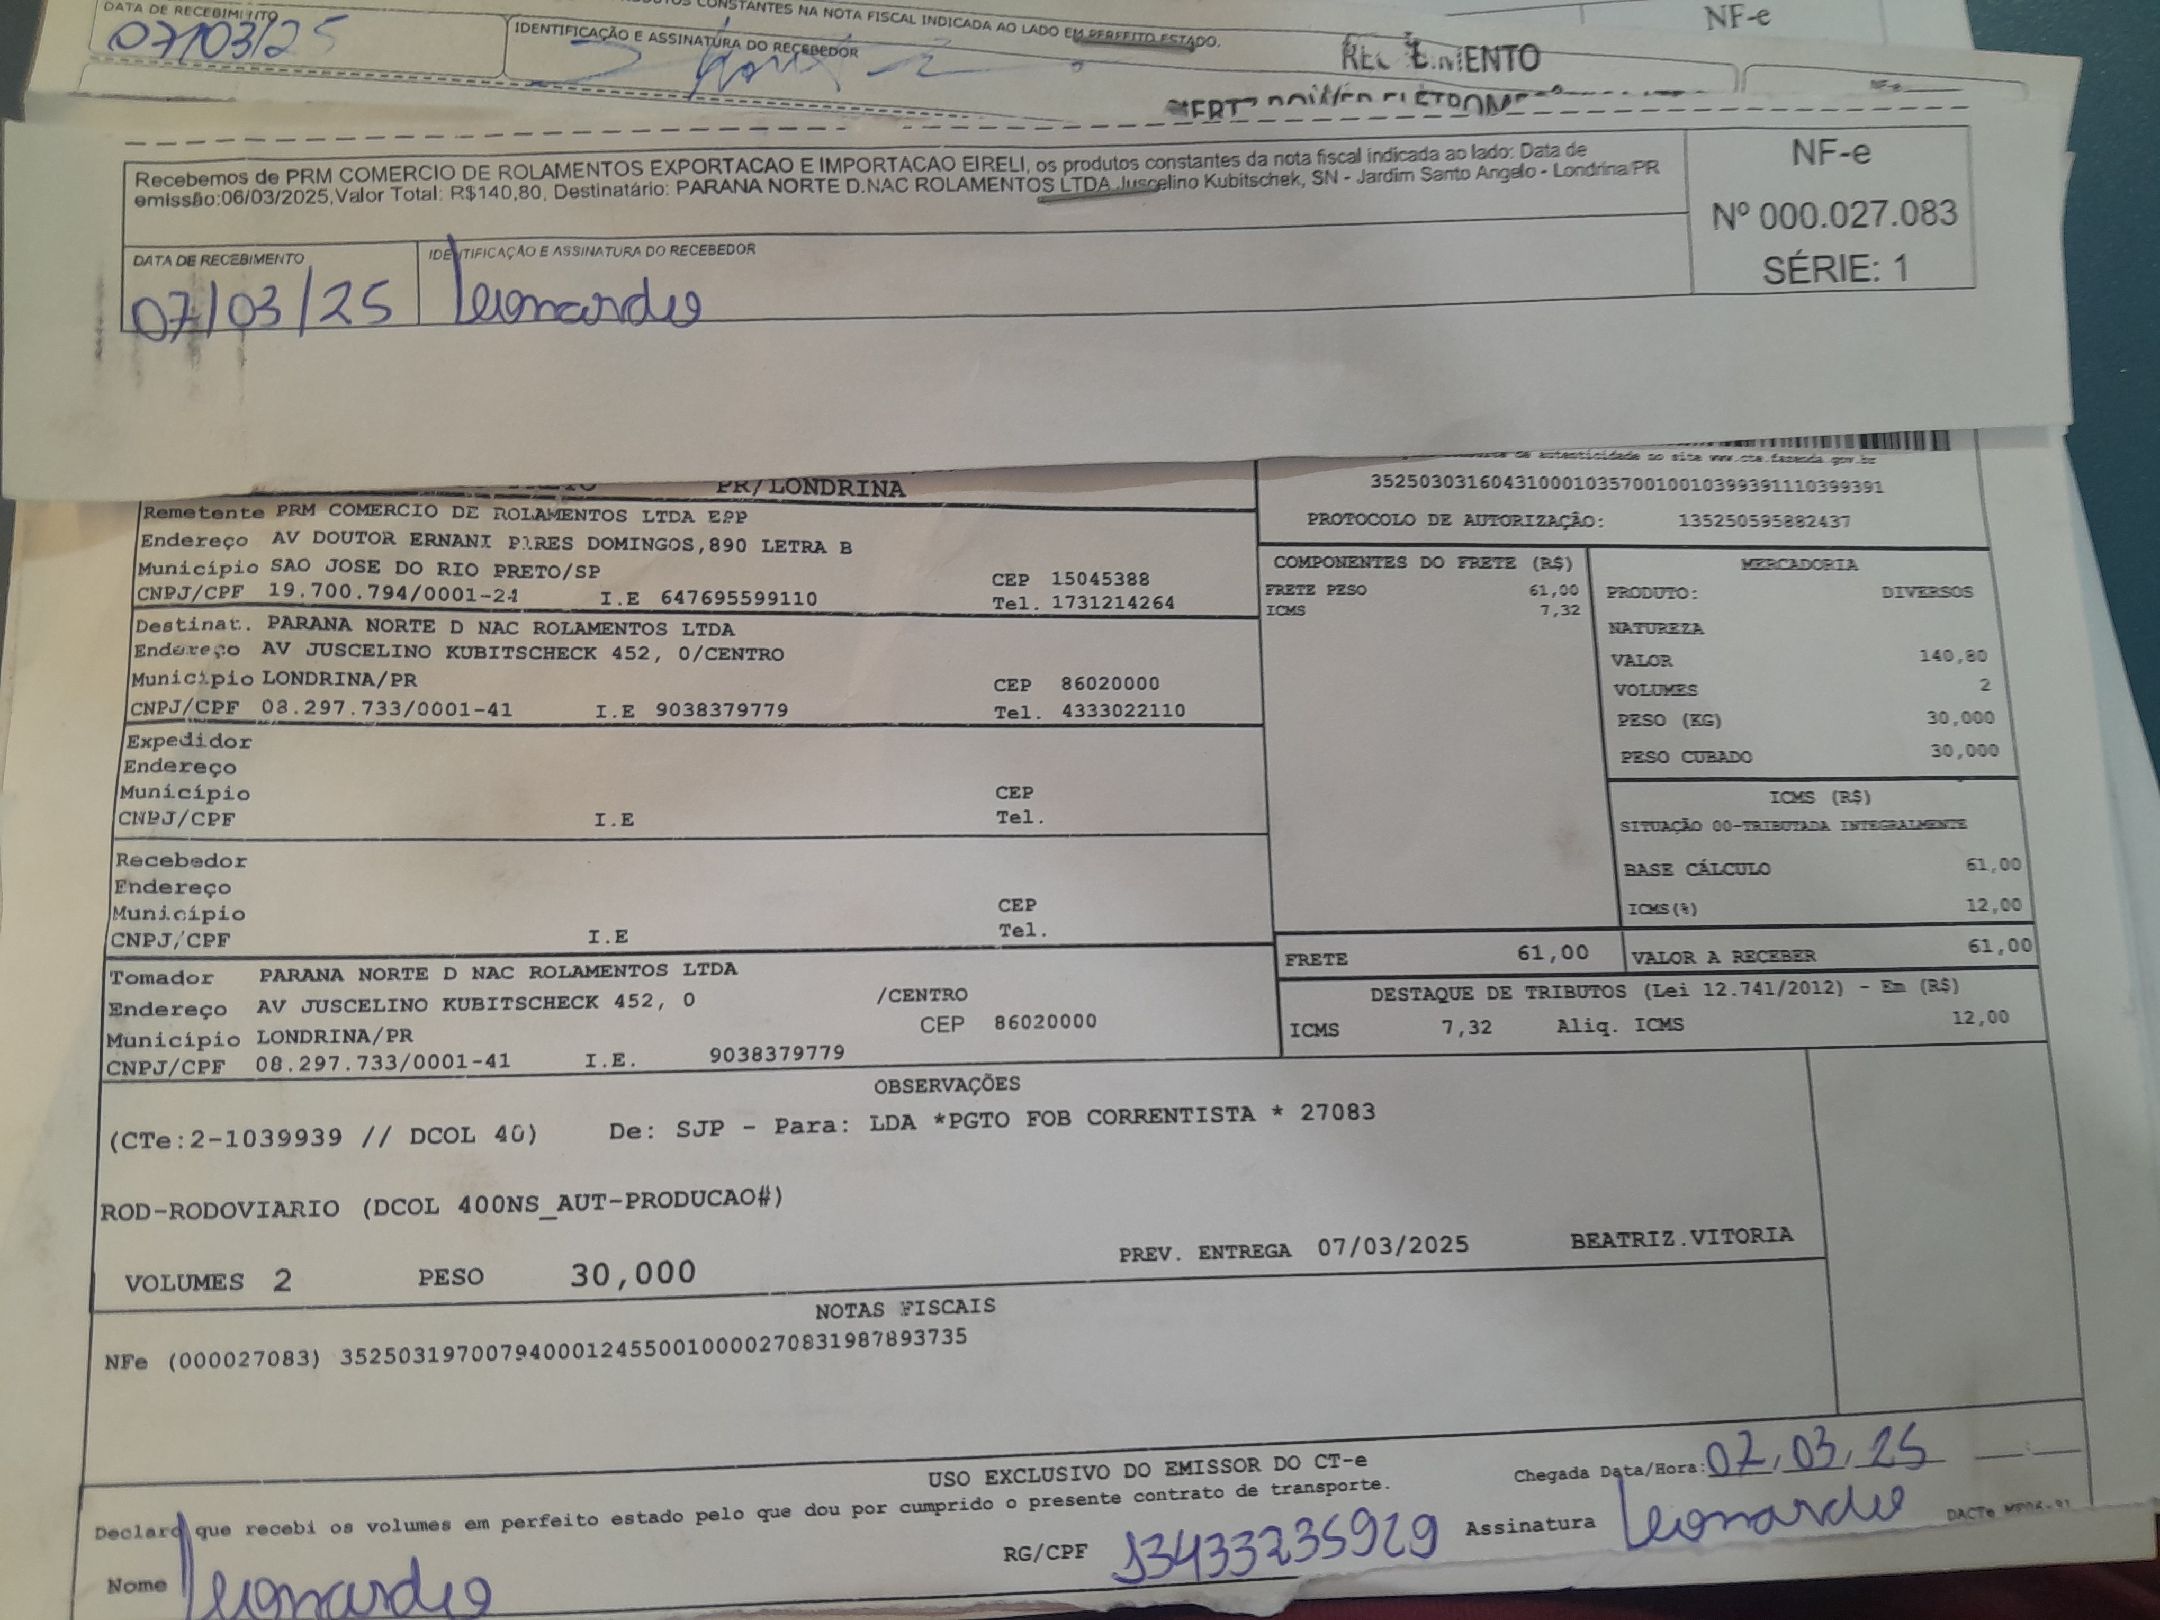 DATA DE RECEBIMENTO
07/03/25
CONSTANTES NA NOTA FISCAL INDICADA AO LADO EM PERFEITO ESTADO.
IDENTIFICAÇÃO E ASSINATURA DO RECEBEDOR
NF-e
Recebemos de PRM COMERCIO DE ROLAMENTOS EXPORTACAO E IMPORTACAO EIRELI, os produtos constantes da nota fiscal indicada ao lado: Data de
emissão:06/03/2025,Valor Total: R$140,80, Destinatário: PARANA NORTE D.NAC ROLAMENTOS LTDA Juscelino Kubitschek, SN - Jardim Santo Angelo - Londrina/PR
NF-e
Nº 000.027.083
SÉRIE: 1
DATA DE RECEBIMENTO
07/03/25
IDENTIFICAÇÃO E ASSINATURA DO RECEBEDOR
Leonardo
PR/LONDRINA
autenticidade no site www.cte.fazenda.gov.br
PROTOCOLO DE AUTORIZAÇÃO: 135250595882437
Remetente PRM COMERCIO DE ROLAMENTOS LTDA EPP
Endereço AV DOUTOR ERNANI PIRES DOMINGOS,890 LETRA B
Município SAO JOSE DO RIO PRETO/SP CEP 15045388
CNPJ/CPF 19.700.794/0001-24 I.E 647695599110 Tel. 1731214264
Destinat. PARANA NORTE D NAC ROLAMENTOS LTDA
Endereço AV JUSCELINO KUBITSCHECK 452, 0/CENTRO
Município LONDRINA/PR CEP 86020000
CNPJ/CPF 08.297.733/0001-41 I.E 9038379779 Tel. 4333022110
Expedidor
Endereço
Município CEP
CNPJ/CPF I.E Tel.
Recebedor
Endereço
Município CEP
CNPJ/CPF I.E Tel.
Tomador PARANA NORTE D NAC ROLAMENTOS LTDA
Endereço AV JUSCELINO KUBITSCHECK 452, 0 /CENTRO
Município LONDRINA/PR CEP 86020000
CNPJ/CPF 08.297.733/0001-41 I.E. 9038379779
COMPONENTES DO FRETE (R$)
FRETE PESO 61,00
ICMS 7,32
MERCADORIA
PRODUTO: DIVERSOS
NATUREZA
VALOR 140,80
VOLUMES 2
PESO (KG) 30,000
PESO CUBADO 30,000
ICMS (R$)
SITUAÇÃO 00-TRIBUTADA INTEGRALMENTE
BASE CÁLCULO 61,00
ICMS(%) 12,00
FRETE 61,00 VALOR A RECEBER 61,00
DESTAQUE DE TRIBUTOS (Lei 12.741/2012) - Em (R$)
ICMS 7,32 Aliq. ICMS 12,00
OBSERVAÇÕES
(CTe:2-1039939 // DCOL 40) De: SJP - Para: LDA *PGTO FOB CORRENTISTA * 27083
ROD-RODOVIARIO (DCOL 400NS_AUT-PRODUCAO#)
VOLUMES 2 PESO 30,000 PREV. ENTREGA 07/03/2025 BEATRIZ.VITORIA
NOTAS FISCAIS
NFe (000027083) 35250319700794000124550010000270831987893735
USO EXCLUSIVO DO EMISSOR DO CT-e
Declaro que recebi os volumes em perfeito estado pelo que dou por cumprido o presente contrato de transporte.
Chegada Data/Hora: 07,03,25
Nome Leonardo RG/CPF 13433235929 Assinatura Leonardo